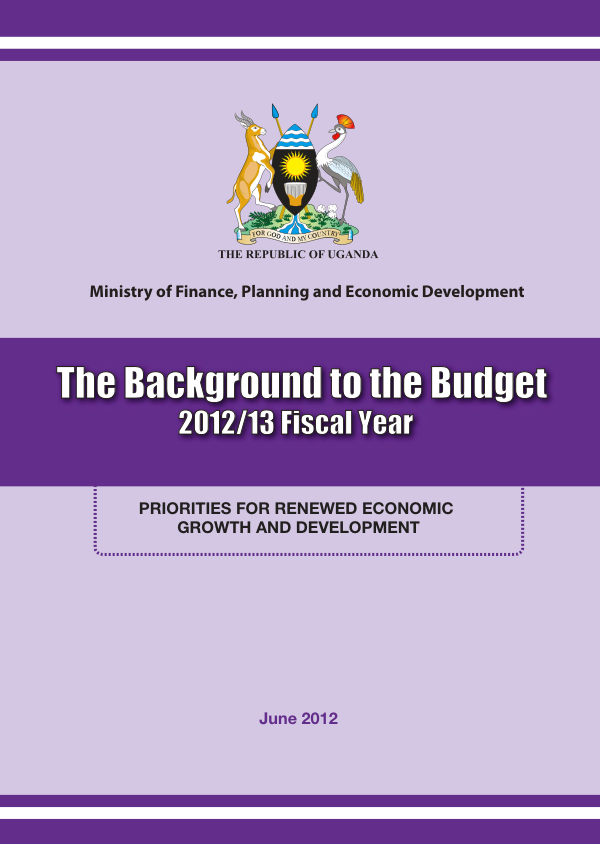 FOR GOD AND MY COUNTRY
THE REPUBLIC OF UGANDA
Ministry of Finance, Planning and Economic Development
The Background to the Budget
2012/13 Fiscal Year
PRIORITIES FOR RENEWED ECONOMIC
GROWTH AND DEVELOPMENT
June 2012